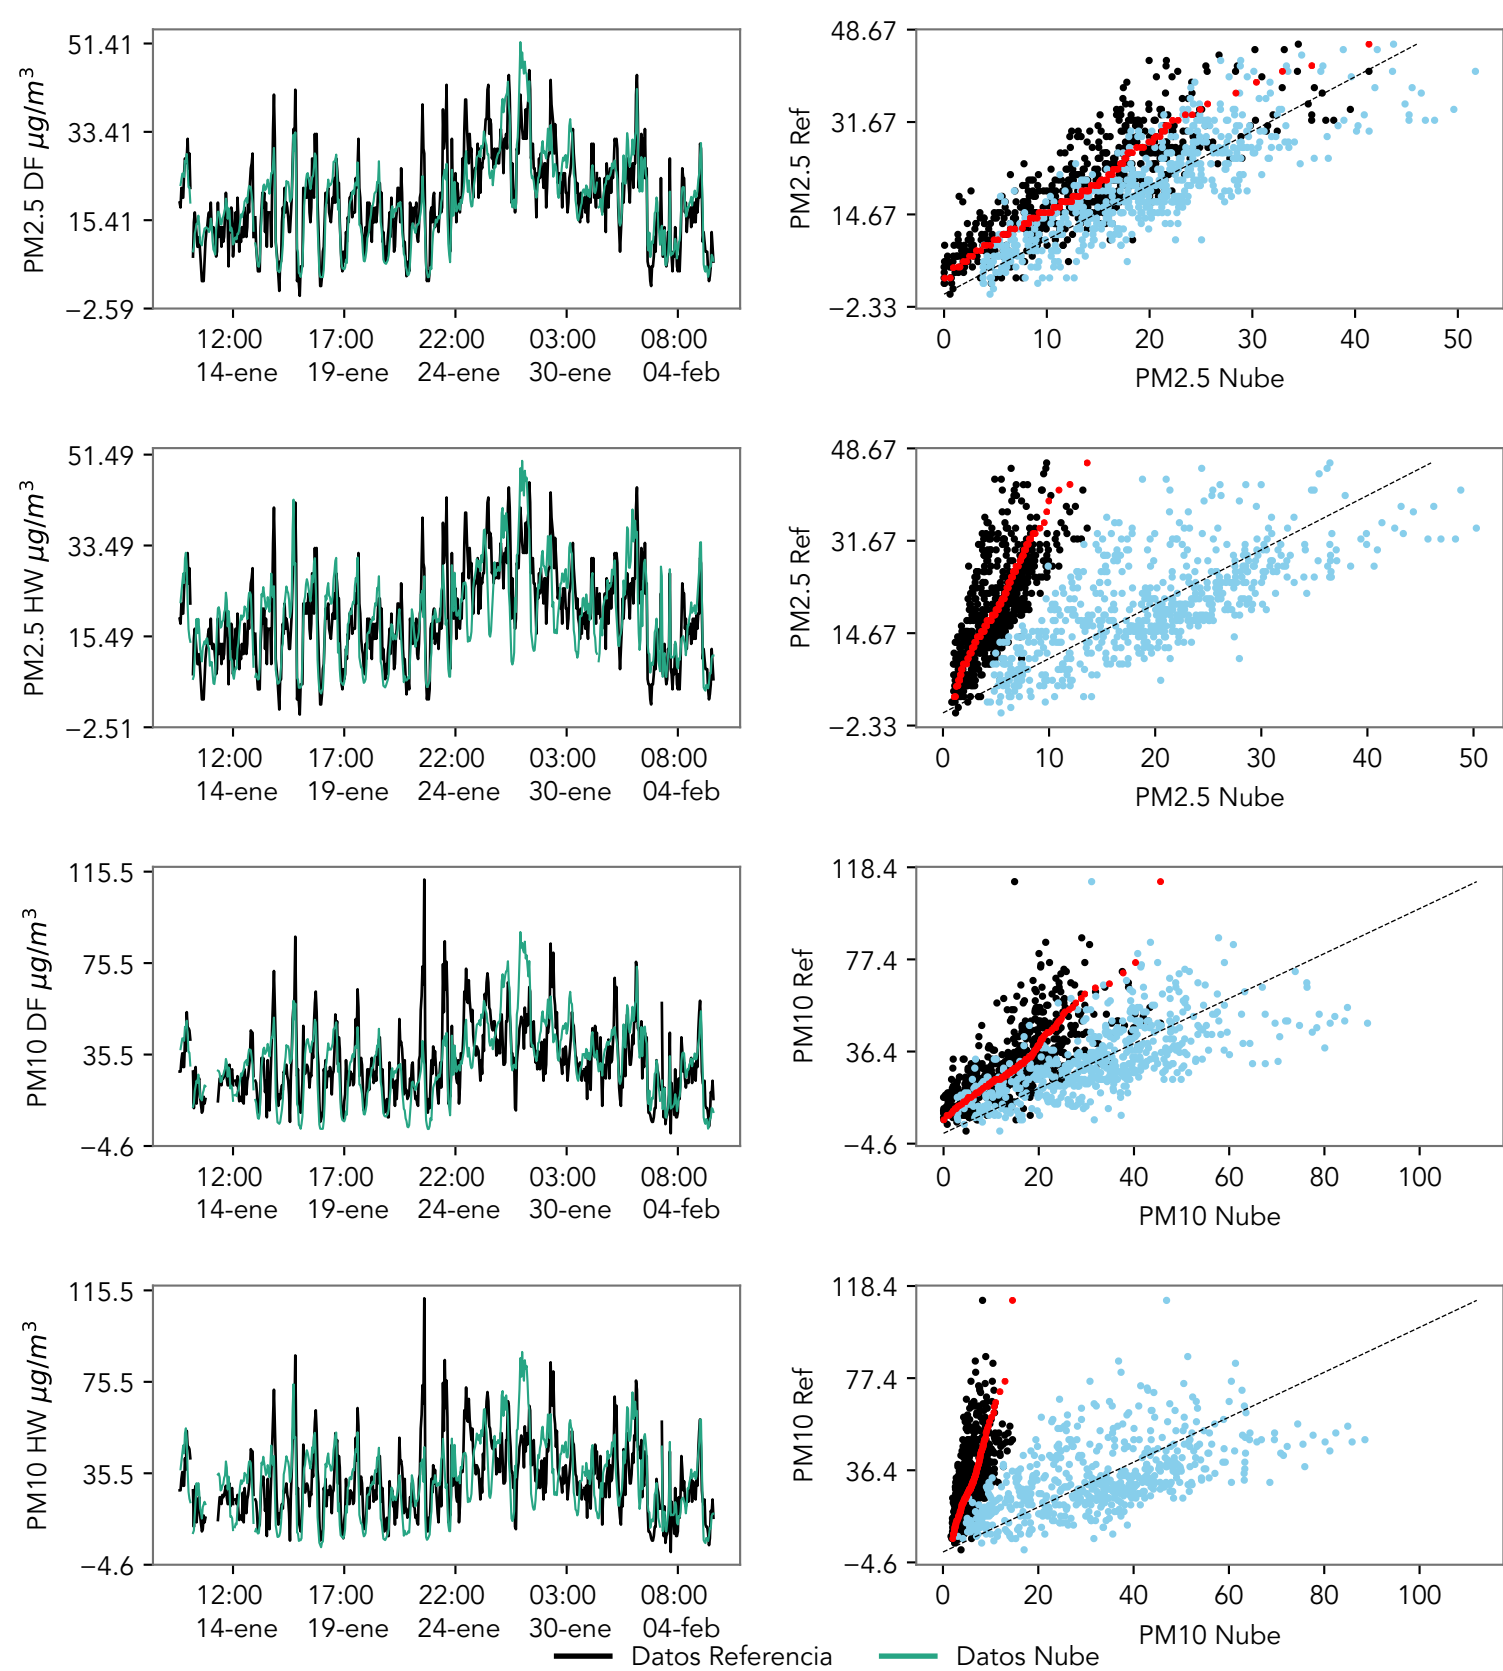 PM2.5 DF μg/m³
51.41
33.41
15.41
−2.59
12:00 17:00 22:00 03:00 08:00
14-ene 19-ene 24-ene 30-ene 04-feb
PM2.5 Ref
48.67
31.67
14.67
−2.33
0 10 20 30 40 50
PM2.5 Nube
PM2.5 HW μg/m³
51.49
33.49
15.49
−2.51
12:00 17:00 22:00 03:00 08:00
14-ene 19-ene 24-ene 30-ene 04-feb
PM2.5 Ref
48.67
31.67
14.67
−2.33
0 10 20 30 40 50
PM2.5 Nube
PM10 DF μg/m³
115.5
75.5
35.5
−4.6
12:00 17:00 22:00 03:00 08:00
14-ene 19-ene 24-ene 30-ene 04-feb
PM10 Ref
118.4
77.4
36.4
−4.6
0 20 40 60 80 100
PM10 Nube
PM10 HW μg/m³
115.5
75.5
35.5
−4.6
12:00 17:00 22:00 03:00 08:00
14-ene 19-ene 24-ene 30-ene 04-feb
PM10 Ref
118.4
77.4
36.4
−4.6
0 20 40 60 80 100
PM10 Nube
Datos Referencia Datos Nube